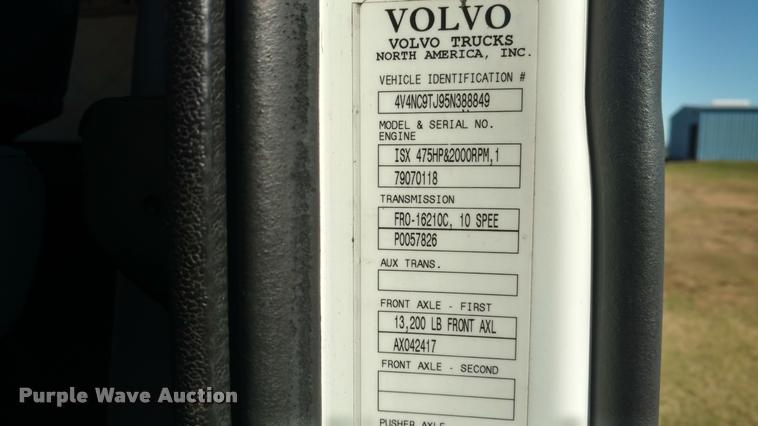 VOLVO
VOLVO TRUCKS
NORTH AMERICA, INC.
VEHICLE IDENTIFICATION #
4V4NC9TJ95N388849
MODEL & SERIAL NO.
ENGINE
ISX 475HP&2000RPM,1
79070118
TRANSMISSION
FRO-16210C, 10 SPEE
P0057826
AUX TRANS.
FRONT AXLE - FIRST
13,200 LB FRONT AXL
AX042417
FRONT AXLE - SECOND
PUSHER AXLE
Purple Wave Auction